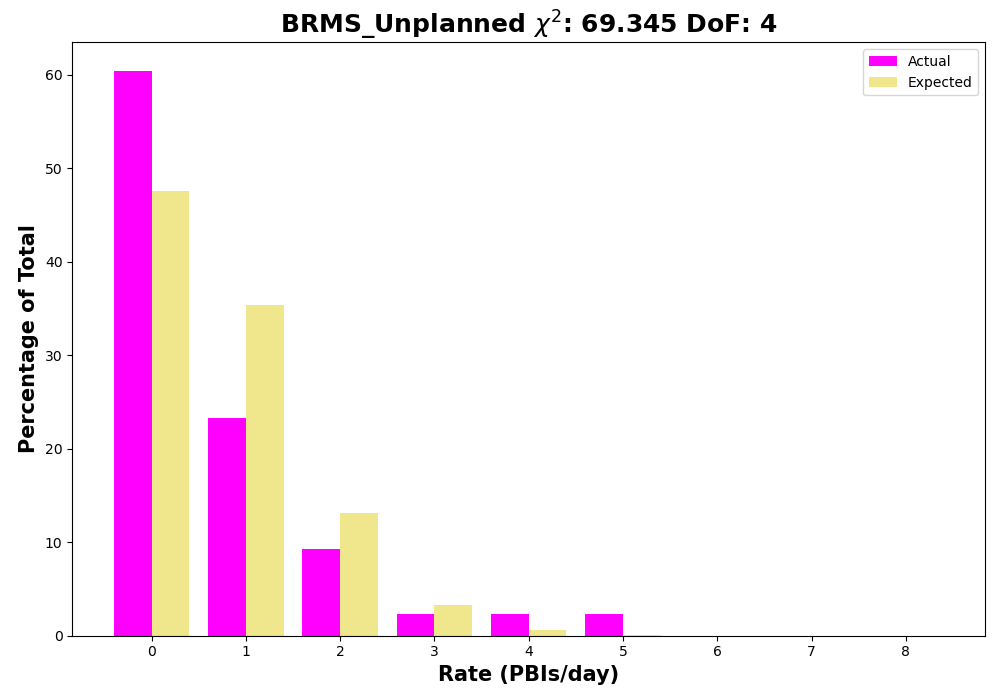 BRMS_Unplanned χ²: 69.345 DoF: 4
Actual
Expected
60
50
40
30
20
10
0
Percentage of Total
0 1 2 3 4 5 6 7 8
Rate (PBIs/day)